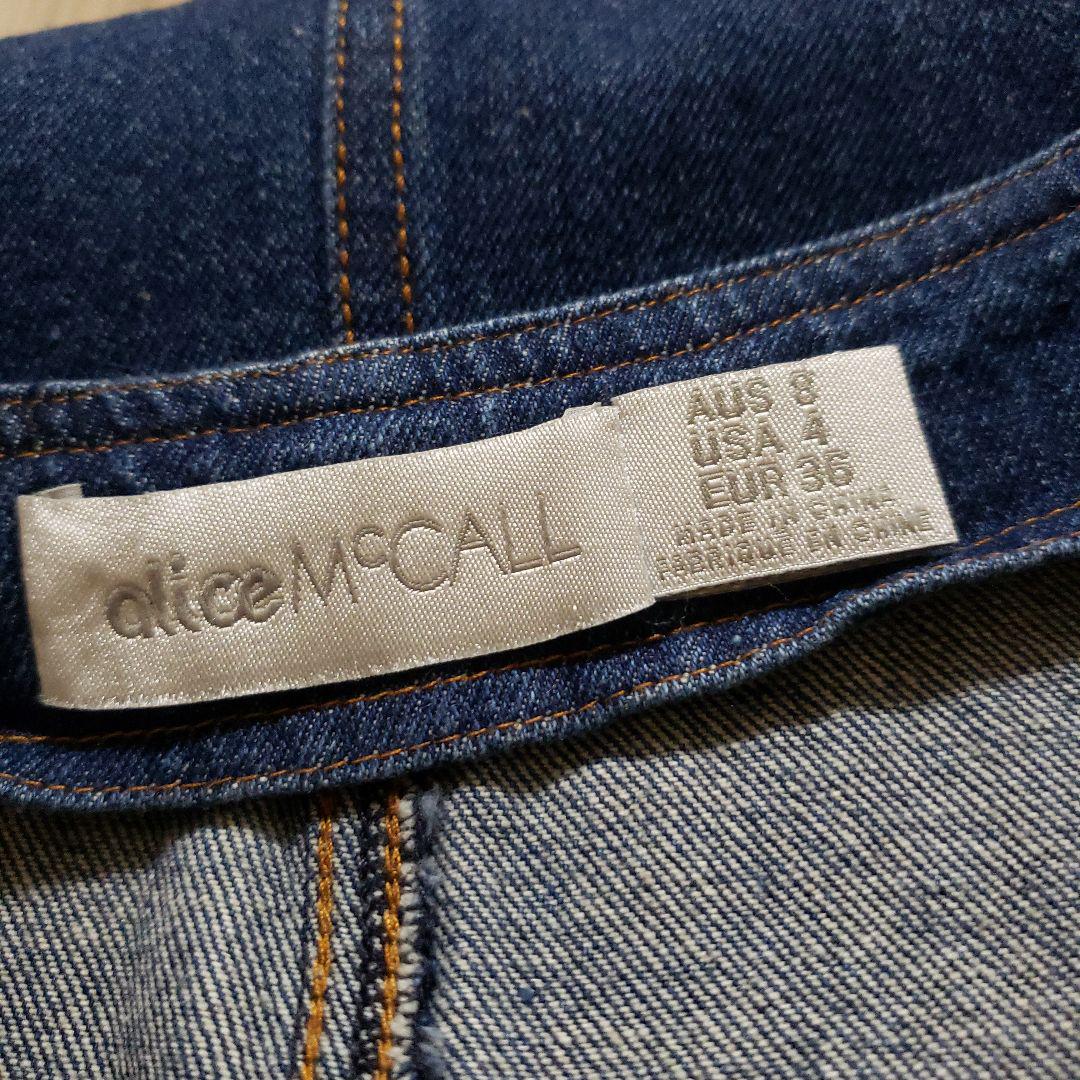 alice McCALL
AUS 8
USA 4
EUR 36
MADE IN CHINA
FABRIQUE EN CHINE